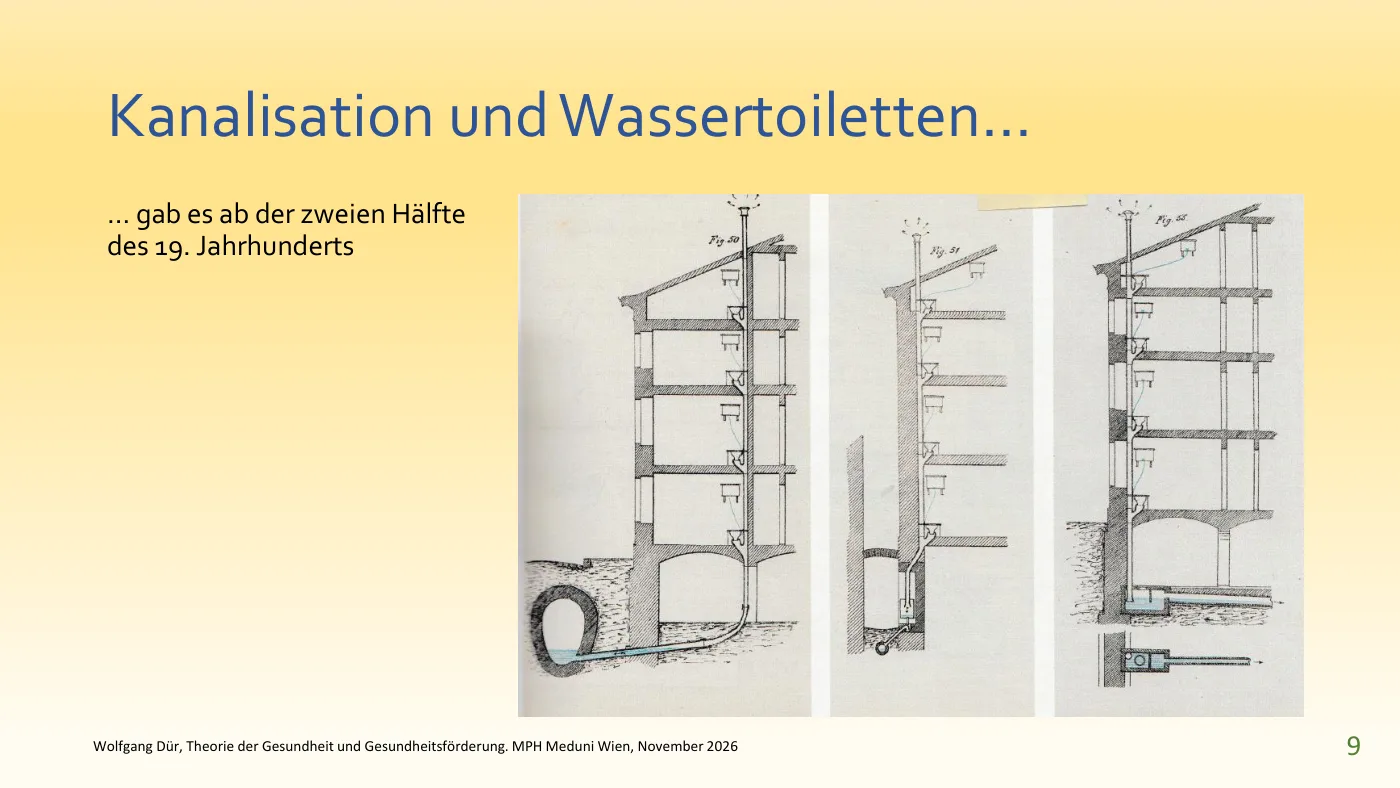 Kanalisation und Wassertoiletten...
... gab es ab der zweien Hälfte
des 19. Jahrhunderts
Fig. 50
Fig. 51
Fig. 55.
Wolfgang Dür, Theorie der Gesundheit und Gesundheitsförderung. MPH Meduni Wien, November 2026
9